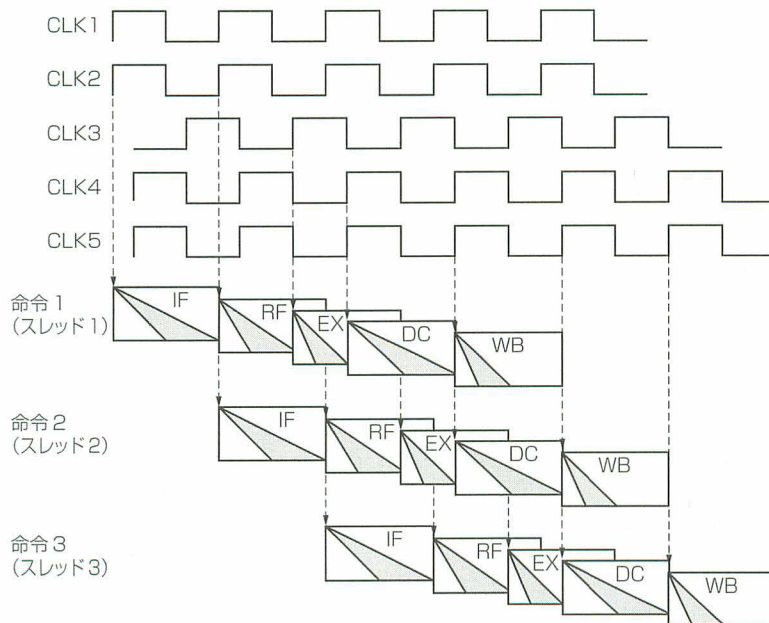 CLK1
CLK2
CLK3
CLK4
CLK5
命令1
(スレッド1)
IF
RF
EX
DC
WB
命令2
(スレッド2)
IF
RF
EX
DC
WB
命令3
(スレッド3)
IF
RF
EX
DC
WB